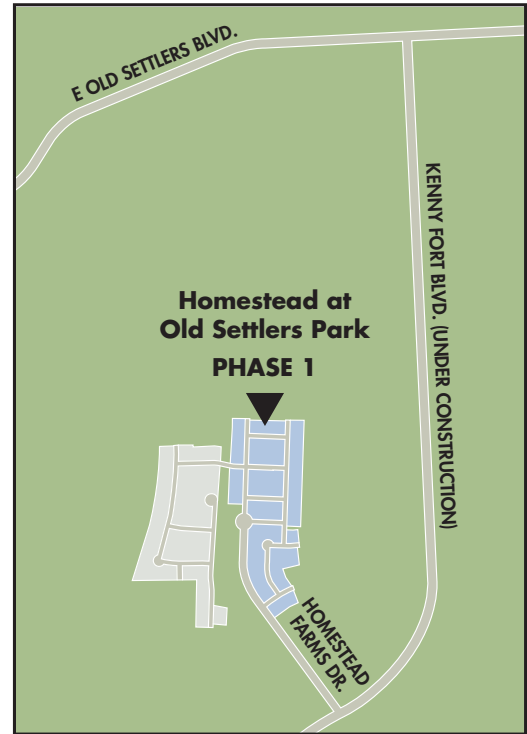 E OLD SETTLERS BLVD.
KENNY FORT BLVD. (UNDER CONSTRUCTION)
Homestead at
Old Settlers Park
PHASE 1
HOMESTEAD
FARMS DR.